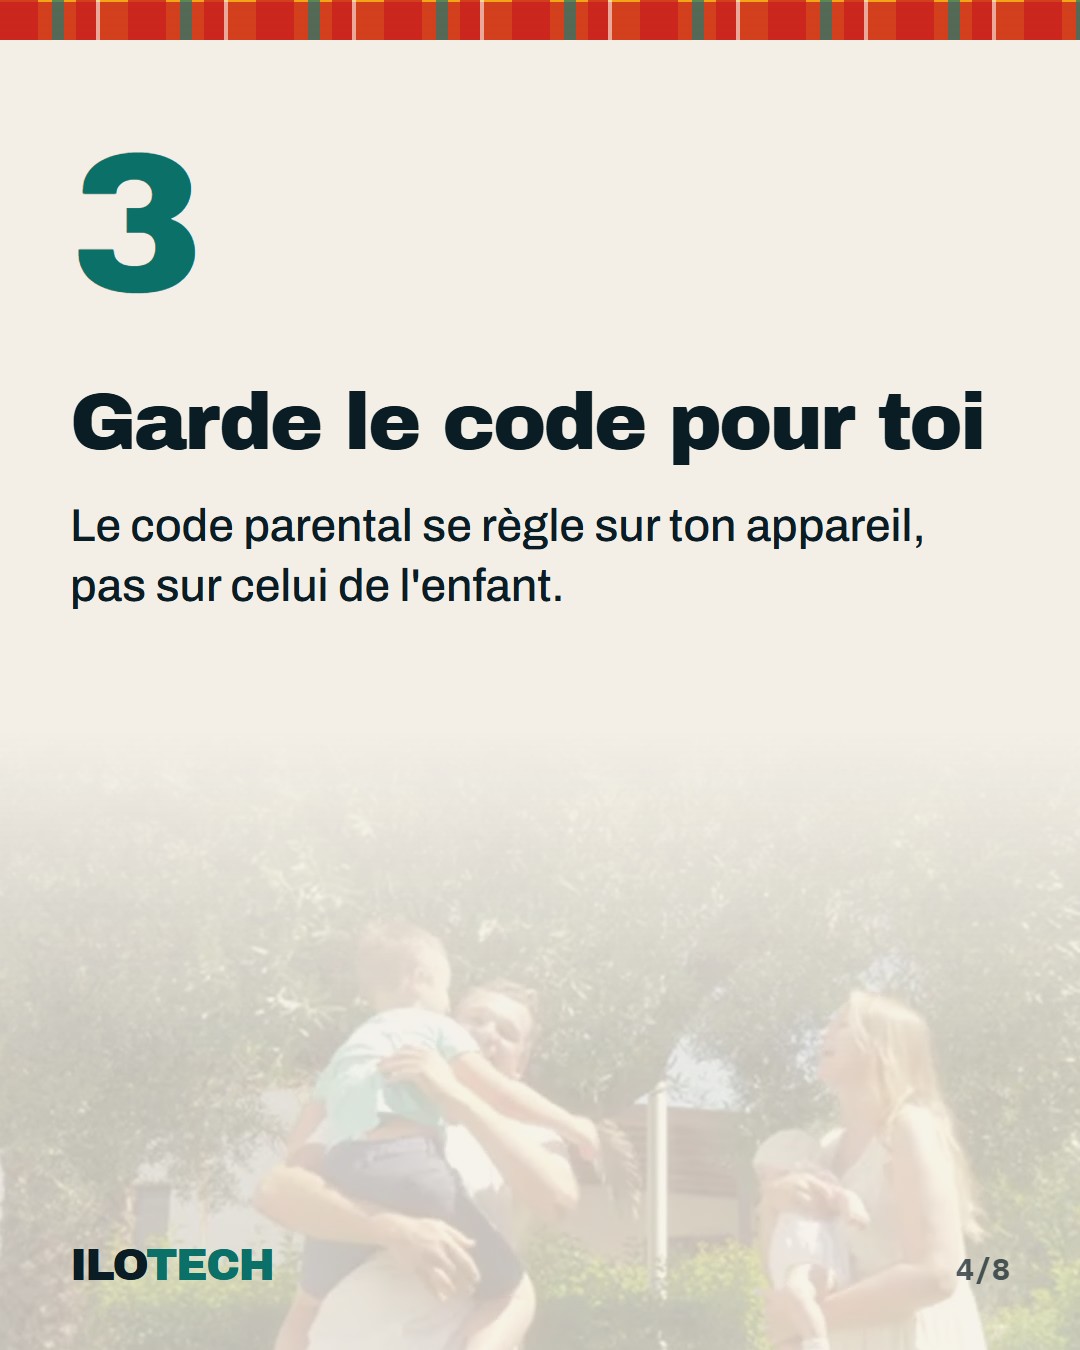 3
Garde le code pour toi
Le code parental se règle sur ton appareil,
pas sur celui de l'enfant.
ILOTECH
4/8